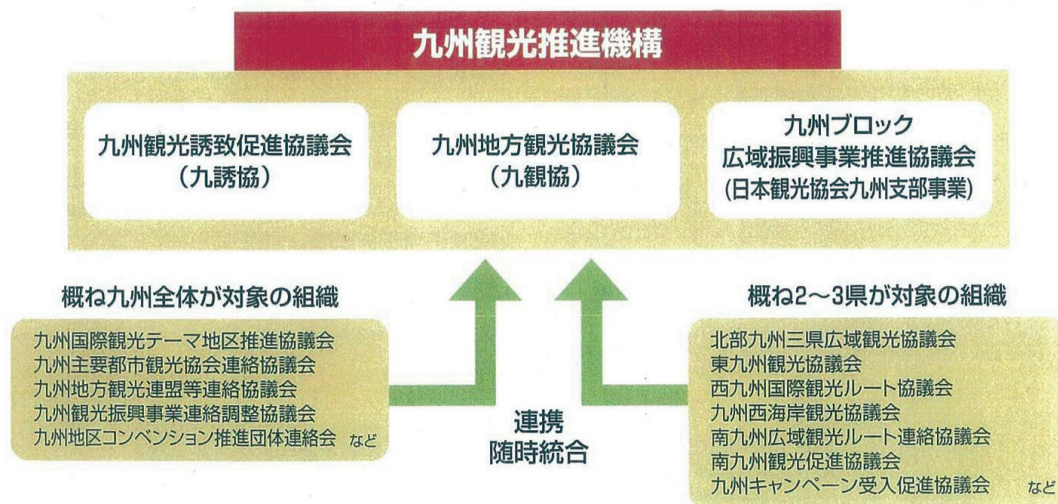 九州観光推進機構
九州観光誘致促進協議会
（九誘協）
九州地方観光協議会
（九観協）
九州ブロック
広域振興事業推進協議会
(日本観光協会九州支部事業)
概ね九州全体が対象の組織
九州国際観光テーマ地区推進協議会
九州主要都市観光協会連絡協議会
九州地方観光連盟等連絡協議会
九州観光振興事業連絡調整協議会
九州地区コンベンション推進団体連絡会 など
連携
随時統合
概ね2〜3県が対象の組織
北部九州三県広域観光協議会
東九州観光協議会
西九州国際観光ルート協議会
九州西海岸観光協議会
南九州広域観光ルート連絡協議会
南九州観光促進協議会
九州キャンペーン受入促進協議会 など